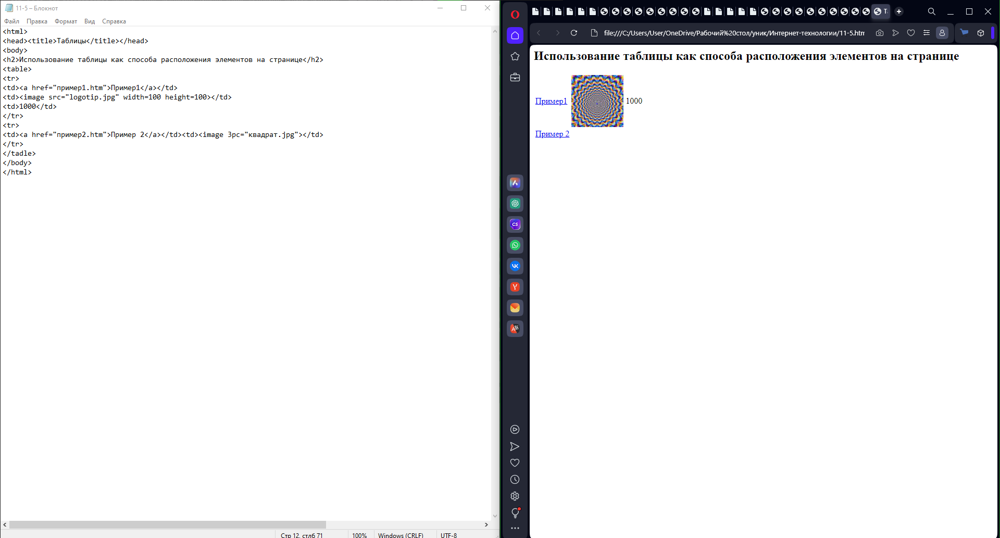 11-5 – Блокнот
Файл Правка Формат Вид Справка
<html>
<head><title>Таблицы</title></head>
<body>
<h2>Использование таблицы как способа расположения элементов на странице</h2>
<table>
<tr>
<td><a href="пример1.htm">Пример1</a></td>
<td><image src="logotip.jpg" width=100 height=100></td>
<td>1000</td>
</tr>
<tr>
<td><a href="пример2.htm">Пример 2</a></td><td><image 3рс="квадрат.jpg"></td>
</tr>
</tadle>
</body>
</html>
Стр 12, стлб 71 100% Windows (CRLF) UTF-8
Т
file:///C:/Users/User/OneDrive/Рабочий%20стол/уник/Интернет-технологии/11-5.htm
Использование таблицы как способа расположения элементов на странице
Пример1 1000
Пример 2
CS